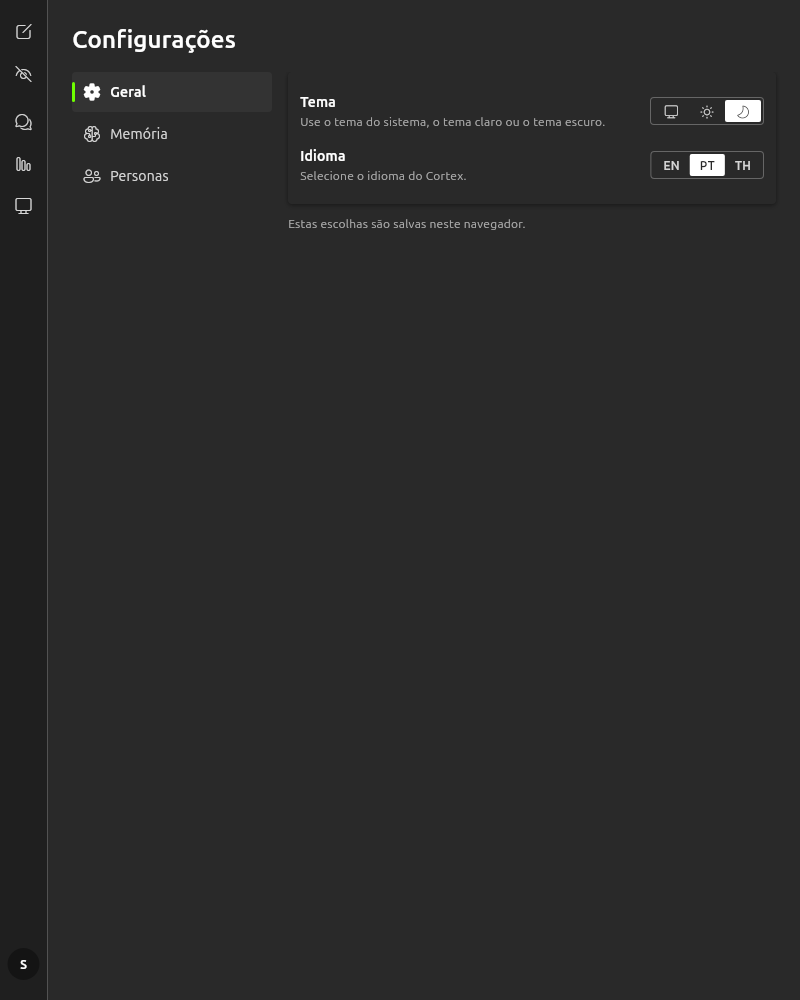 Configurações
Geral
Memória
Personas
Tema
Use o tema do sistema, o tema claro ou o tema escuro.
Idioma
Selecione o idioma do Cortex.
EN PT TH
Estas escolhas são salvas neste navegador.
S